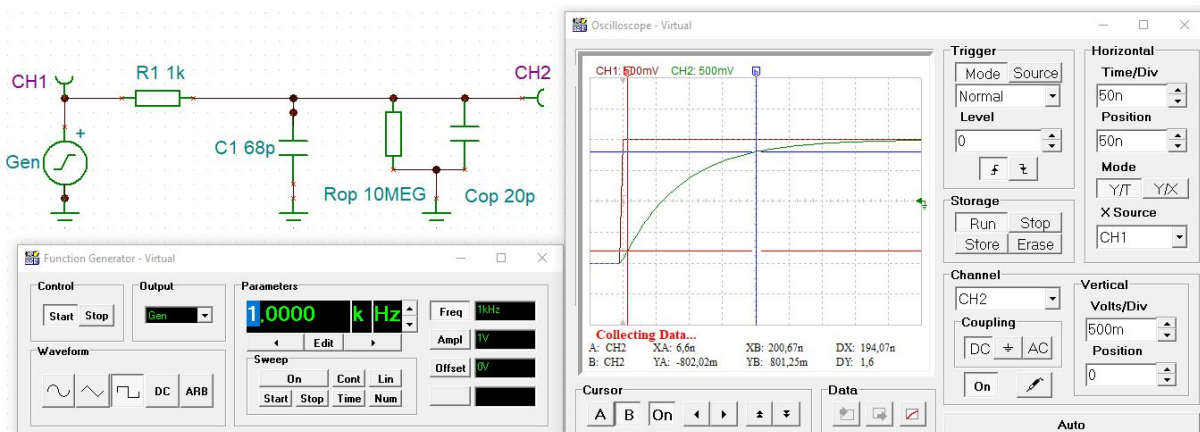 CH1
R1 1k
CH2
+
Gen
C1 68p
Rop 10MEG
Cop 20p
Function Generator - Virtual
Control
Start
Stop
Output
Gen
Parameters
1,0000 k Hz
Edit
Sweep
On
Cont
Lin
Start
Stop
Time
Num
Freq
1kHz
Ampl
1V
Offset
0V
Waveform
DC
ARB
Oscilloscope - Virtual
CH1: 500mV CH2: 500mV
Collecting Data...
A: CH2 XA: 6,6n XB: 200,67n DX: 194,07n
B: CH2 YA: -802,02m YB: 801,25m DY: 1,6
Cursor
A
B
On
Data
Trigger
Mode
Source
Normal
Level
0
Storage
Run
Stop
Store
Erase
Channel
CH2
Coupling
DC
AC
On
Horizontal
Time/Div
50n
Position
50n
Mode
Y/T
Y/X
X Source
CH1
Vertical
Volts/Div
500m
Position
0
Auto